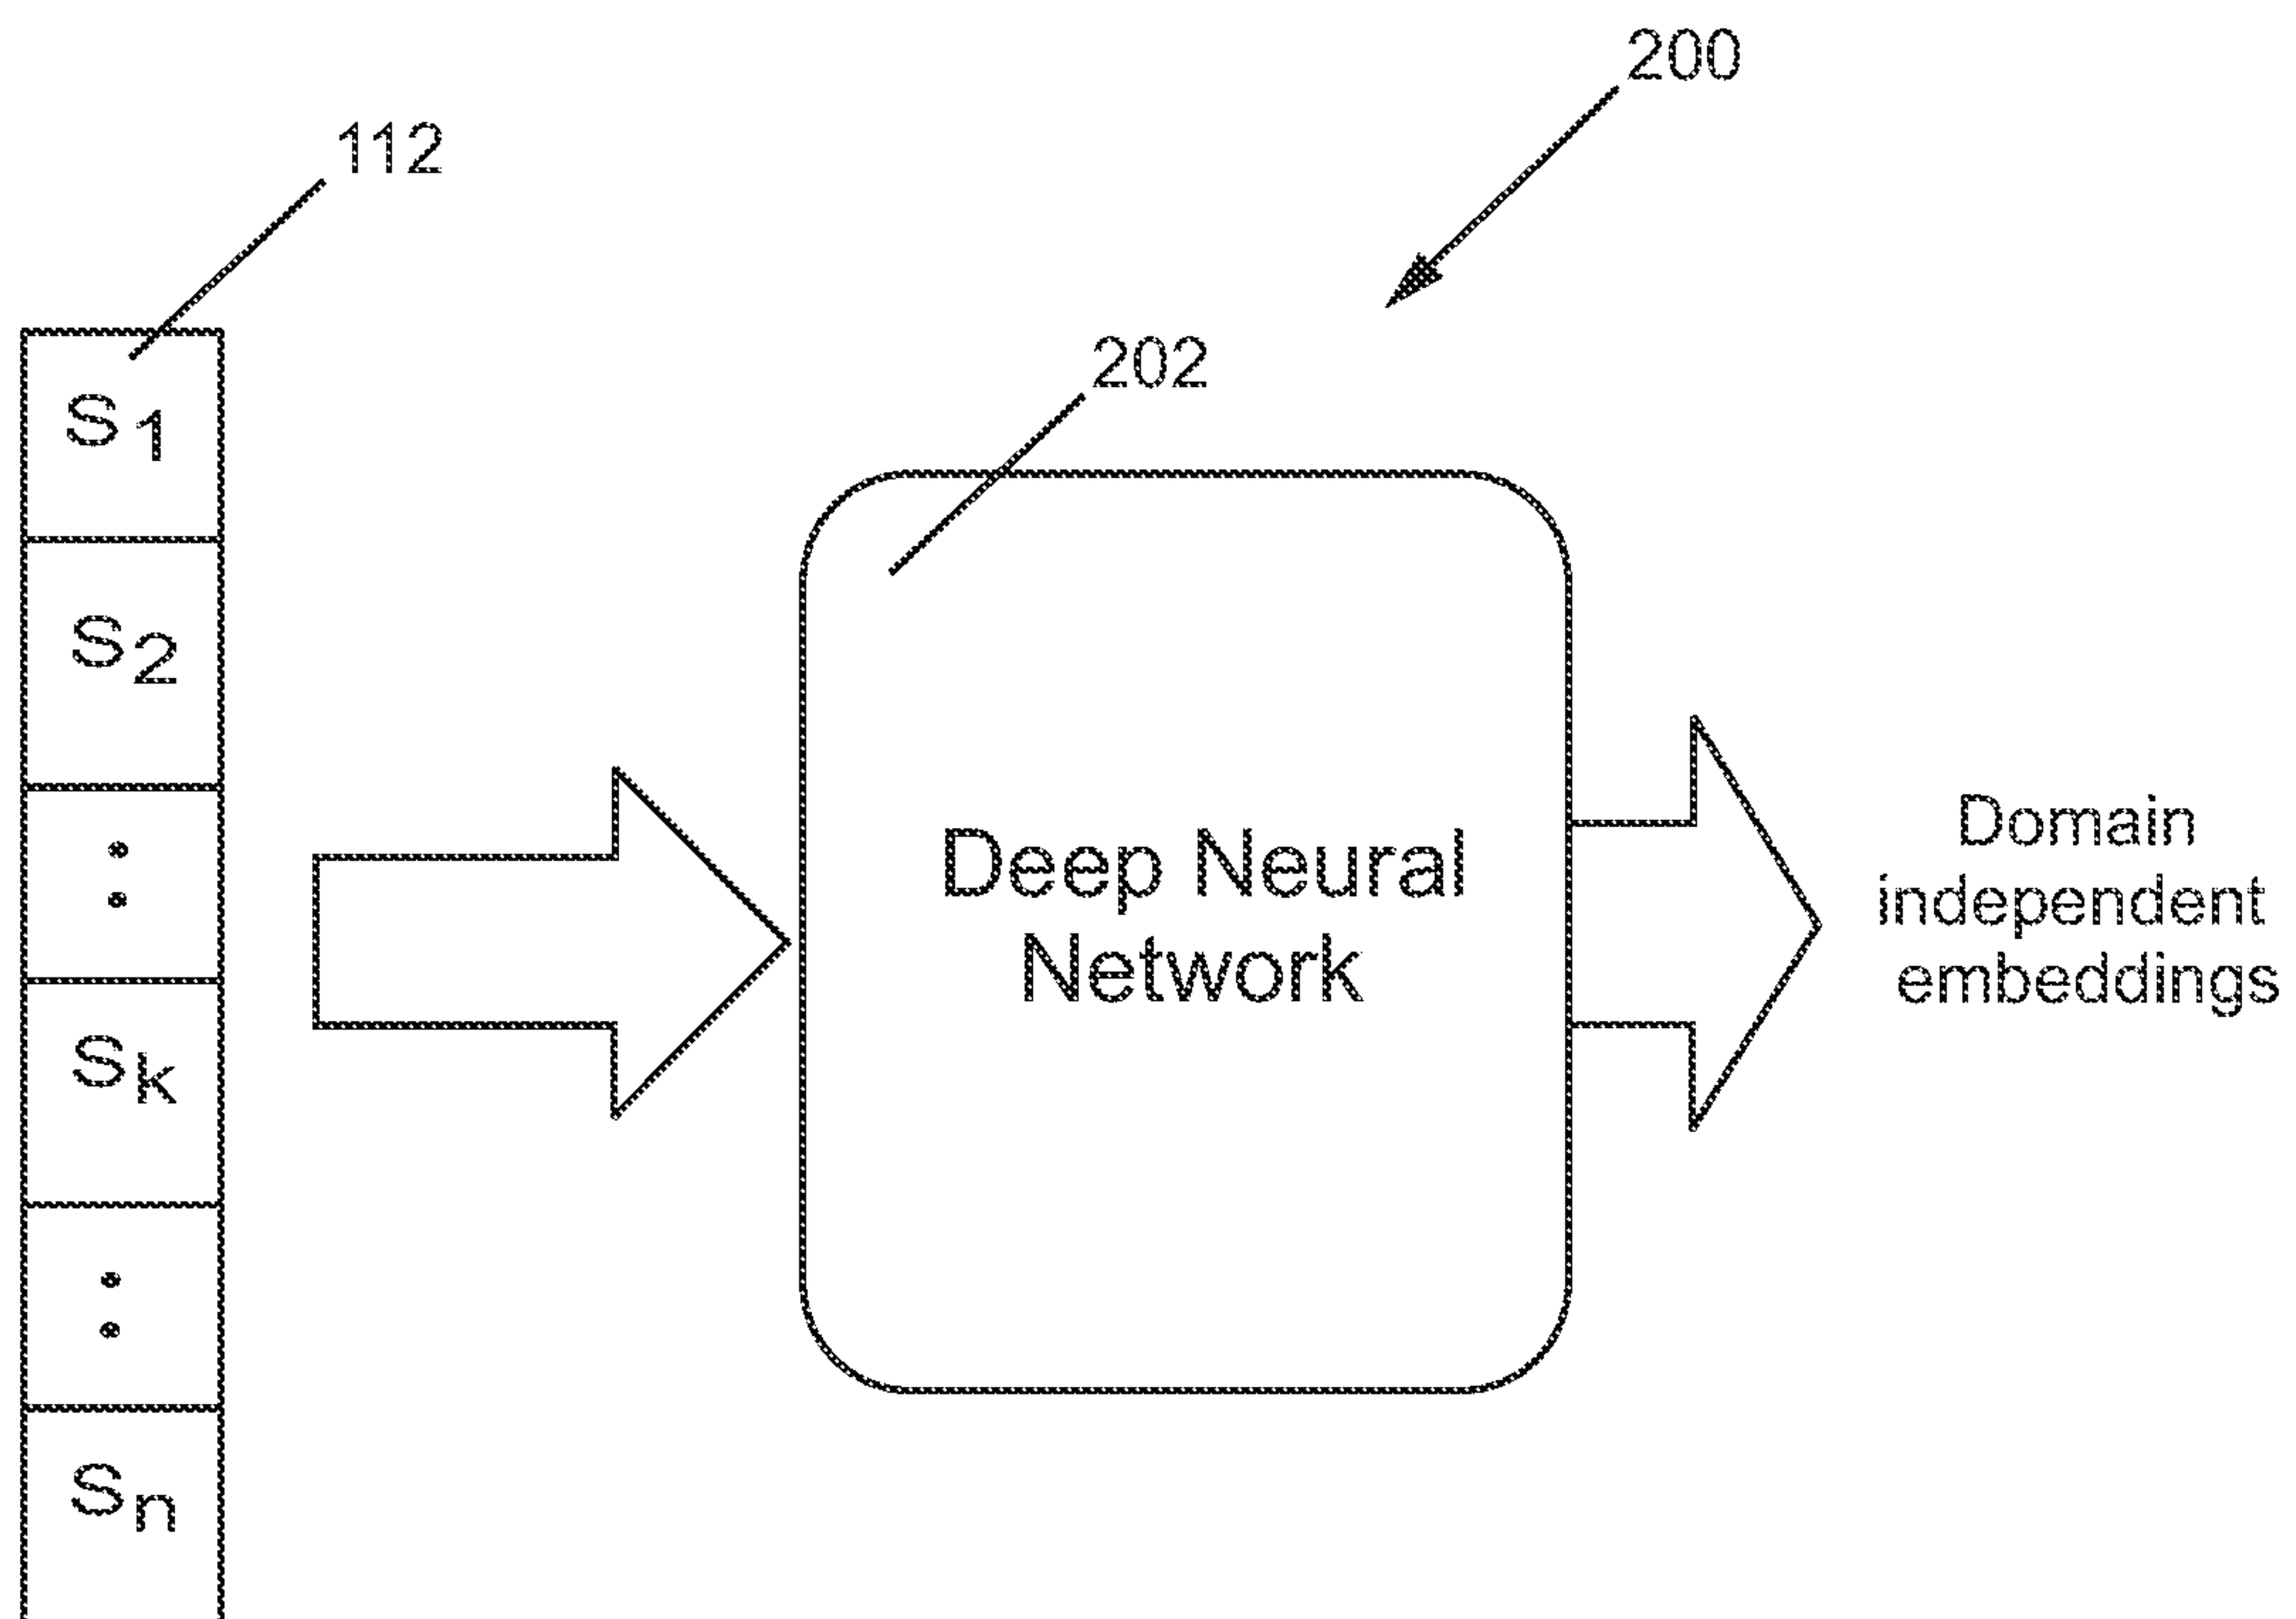 200
112
202
S1
S2
:
Sk
:
Sn
Deep Neural
Network
Domain
independent
embeddings